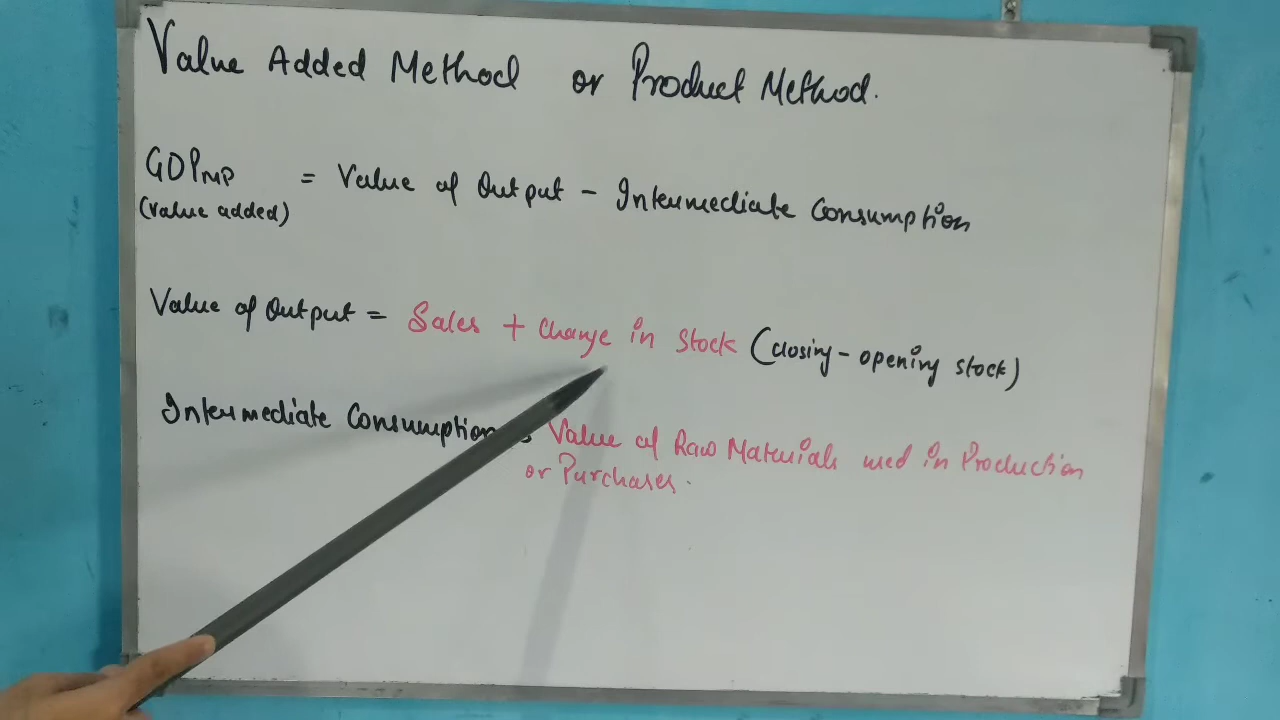 Value Added Method or Product Method.
GDPMP = Value of Output - Intermediate Consumption
(Value added)
Value of Output = Sales + Change in Stock (closing - opening stock)
Intermediate Consumption = Value of Raw Materials used in Production
or Purchases.